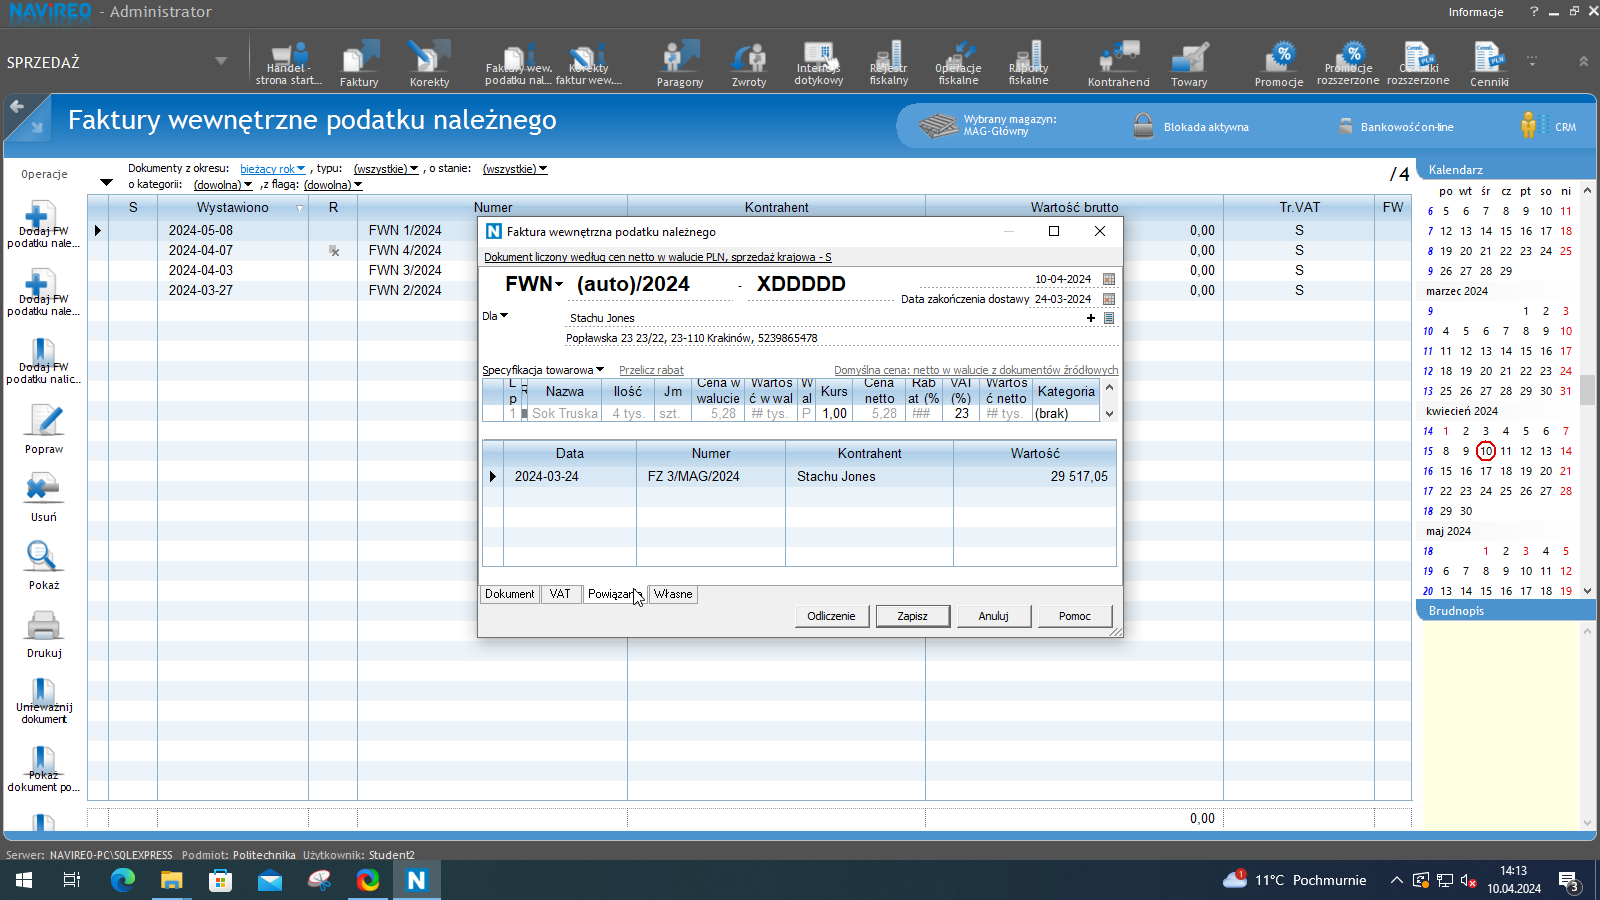 NAVIREO - Administrator
Informacje ?
SPRZEDAŻ
Handel - strona start...
Faktury
Korekty
Faktury wew. podatku nal...
Korekty faktur wew....
Paragony
Zwroty
Interfejs dotykowy
Rejestr fiskalny
Operacje fiskalne
Raporty fiskalne
Kontrahenci
Towary
Promocje
Promocje rozszerzone
Cenniki rozszerzone
Cenniki
Faktury wewnętrzne podatku należnego
Wybrany magazyn:
MAG-Główny
Blokada aktywna
Bankowość on-line
CRM
Operacje
Dodaj FW
podatku nale...
Dodaj FW
podatku nale...
Dodaj FW
podatku nalic...
Popraw
Usuń
Pokaż
Drukuj
Unieważnij
dokument
Pokaż
dokument po...
Dokumenty z okresu: bieżący rok , typu: (wszystkie) , o stanie: (wszystkie)
o kategorii: (dowolna) ,z flagą: (dowolna)
/ 4
S Wystawiono R Numer Kontrahent Wartość brutto Tr.VAT FW
2024-05-08 FWN 1/2024 0,00 S
2024-04-07 FWN 4/2024 0,00 S
2024-04-03 FWN 3/2024 0,00 S
2024-03-27 FWN 2/2024 0,00 S
0,00
Faktura wewnętrzna podatku należnego
Dokument liczony według cen netto w walucie PLN, sprzedaż krajowa - S
FWN (auto)/2024 - XDDDDD
10-04-2024
Data zakończenia dostawy 24-03-2024
Dla Stachu Jones
Popławska 23 23/22, 23-110 Krakinów, 5239865478
Specyfikacja towarowa Przelicz rabat Domyślna cena: netto w walucie z dokumentów źródłowych
Lp R Nazwa Ilość Jm Cena w walucie Wartość w wal Wal Kurs Cena netto Rabat (% VAT (%) Wartość netto Kategoria
1 Sok Truska 4 tys. szt. 5,28 ## tys. P 1,00 5,28 ### 23 ## tys. (brak)
Data Numer Kontrahent Wartość
2024-03-24 FZ 3/MAG/2024 Stachu Jones 29 517,05
Dokument VAT Powiązane Własne
Odliczenie Zapisz Anuluj Pomoc
Kalendarz
po wt śr cz pt so ni
6 5 6 7 8 9 10 11
7 12 13 14 15 16 17 18
8 19 20 21 22 23 24 25
9 26 27 28 29
marzec 2024
9 1 2 3
10 4 5 6 7 8 9 10
11 11 12 13 14 15 16 17
12 18 19 20 21 22 23 24
13 25 26 27 28 29 30 31
kwiecień 2024
14 1 2 3 4 5 6 7
15 8 9 10 11 12 13 14
16 15 16 17 18 19 20 21
17 22 23 24 25 26 27 28
18 29 30
maj 2024
18 1 2 3 4 5
19 6 7 8 9 10 11 12
20 13 14 15 16 17 18 19
Brudnopis
Serwer: NAVIREO-PC\SQLEXPRESS Podmiot: Politechnika Użytkownik: Student2
11°C Pochmurnie
14:13
10.04.2024
1
3